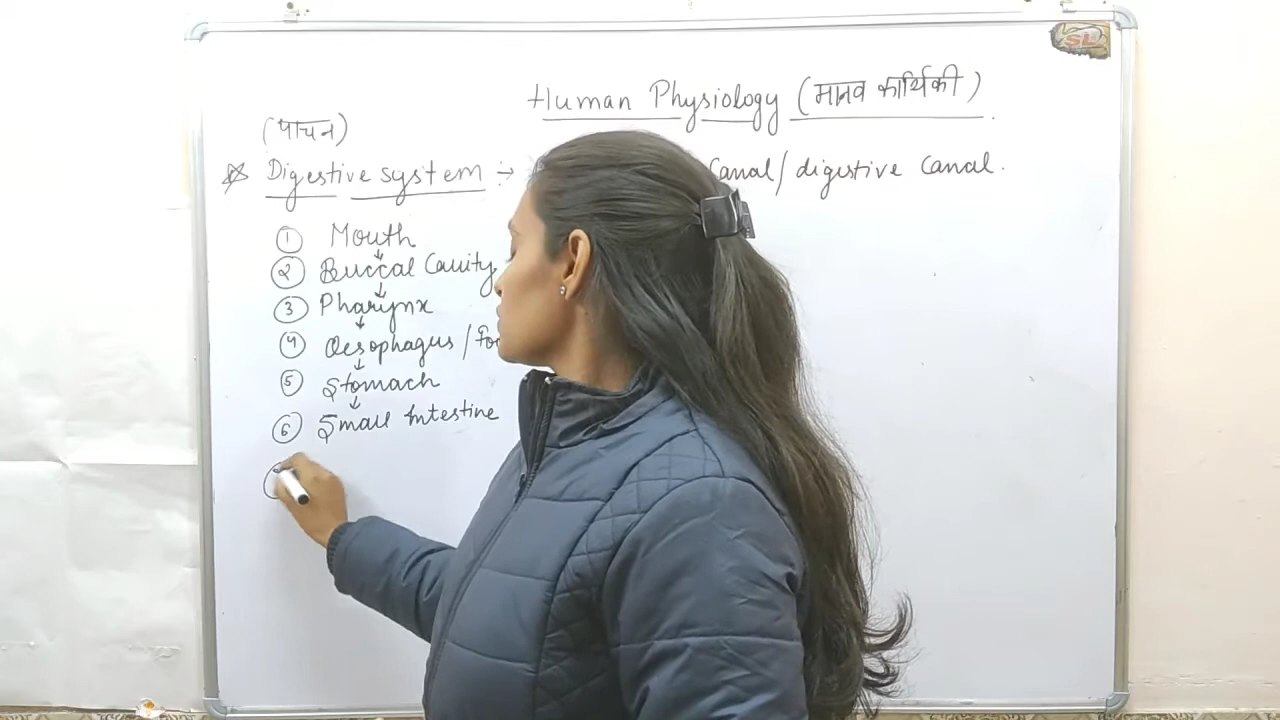 Human Physiology (मानव कार्यिकी)
(पाचन)
Digestive system :→ Canal/ digestive Canal.
① Mouth
② Buccal Cavity
③ Pharynx
④ Oesophagus /
⑤ Stomach
⑥ Small Intestine
SL